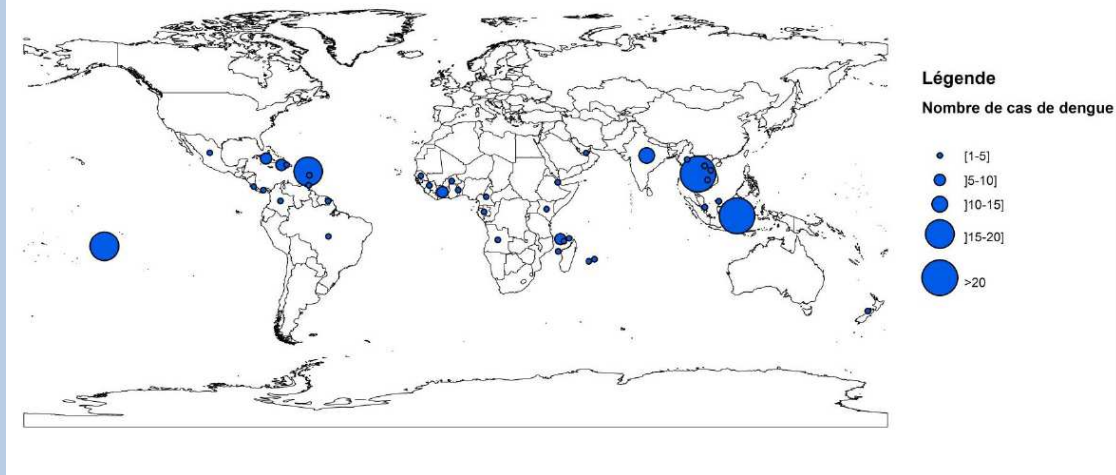 Légende
Nombre de cas de dengue
[1-5]
]5-10]
]10-15]
]15-20]
>20